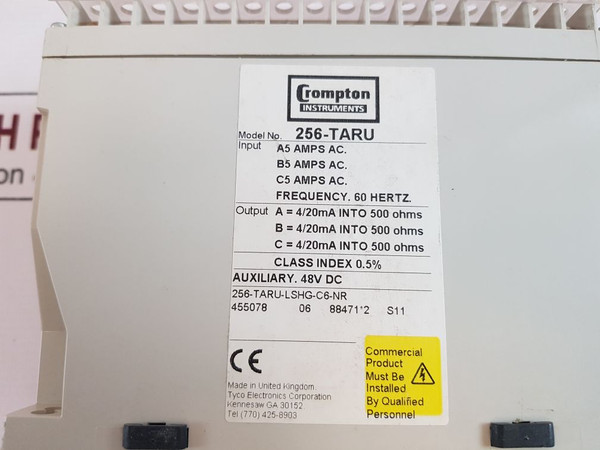 Crompton
INSTRUMENTS
Model No. 256-TARU
Input A5 AMPS AC.
B5 AMPS AC.
C5 AMPS AC.
FREQUENCY. 60 HERTZ.
Output A = 4/20mA INTO 500 ohms
B = 4/20mA INTO 500 ohms
C = 4/20mA INTO 500 ohms
CLASS INDEX 0.5%
AUXILIARY. 48V DC
256-TARU-LSHG-C6-NR
455078 06 88471*2 S11
CE
Made in United Kingdom.
Tyco Electronics Corporation
Kennesaw GA 30152
Tel (770) 425-8903
Commercial
Product
Must Be
Installed
By Qualified
Personnel